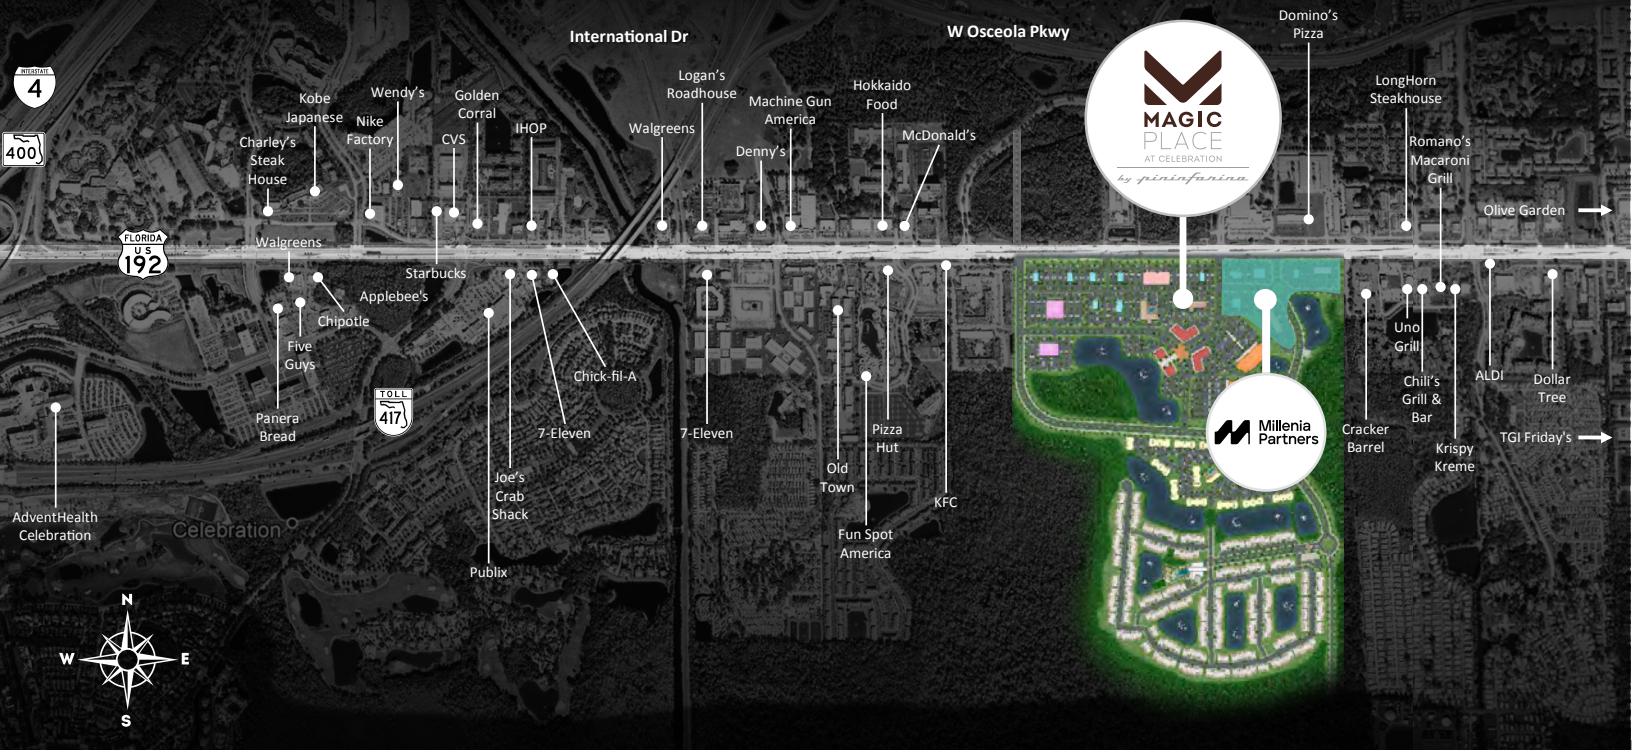 International Dr
W Osceola Pkwy
Domino's
Pizza
INTERSTATE
4
400
Charley's
Steak
House
Kobe
Japanese
Nike
Factory
Wendy's
CVS
Golden
Corral
IHOP
Walgreens
Logan's
Roadhouse
Denny's
Machine Gun
America
Hokkaido
Food
McDonald's
MAGIC
PLACE
AT CELEBRATION
by pininfarina
LongHorn
Steakhouse
Romano's
Macaroni
Grill
Olive Garden
FLORIDA
US
192
Walgreens
Starbucks
Applebee's
Chipotle
Five
Guys
Panera
Bread
TOLL
417
Chick-fil-A
7-Eleven
7-Eleven
Joe's
Crab
Shack
Publix
Old
Town
Pizza
Hut
KFC
Fun Spot
America
Millenia
Partners
Cracker
Barrel
Uno
Grill
Chili's
Grill &
Bar
Krispy
Kreme
ALDI
Dollar
Tree
TGI Friday's
AdventHealth
Celebration
Celebration
N
W
E
S